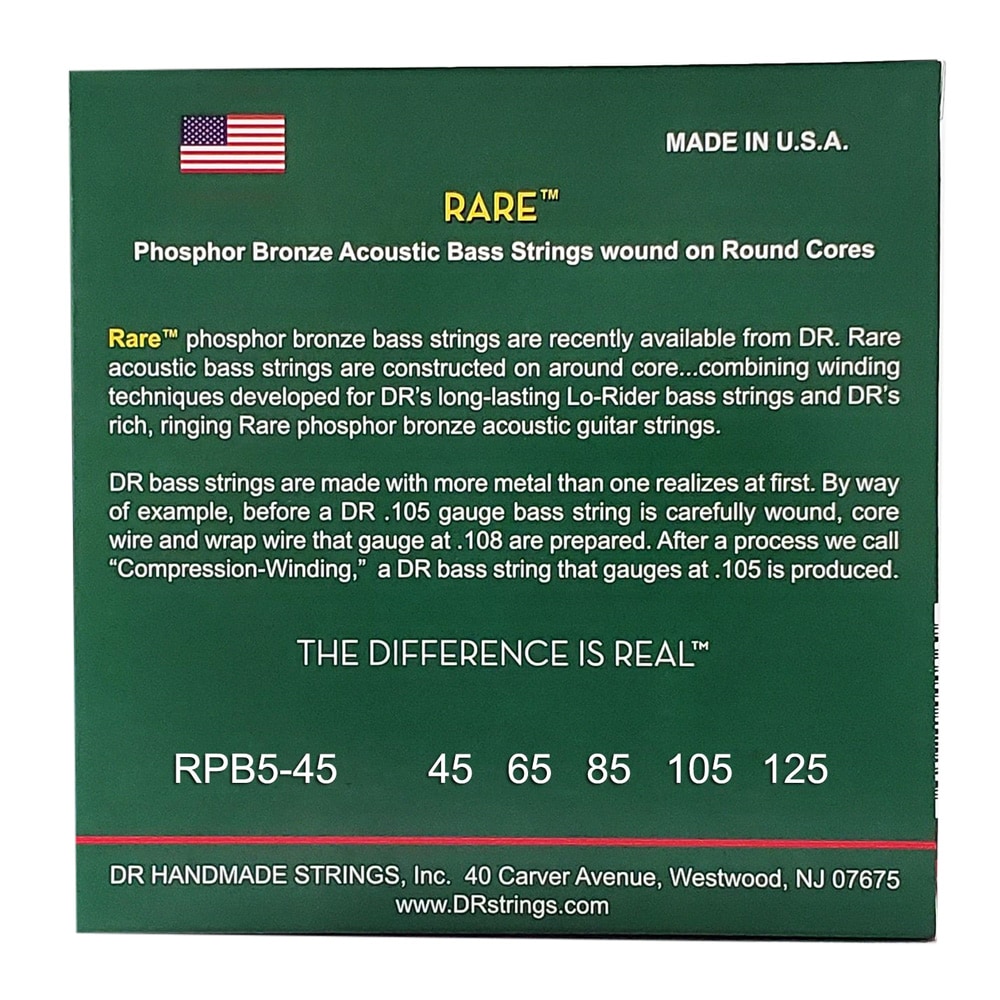 MADE IN U.S.A.
RARE™
Phosphor Bronze Acoustic Bass Strings wound on Round Cores
Rare™ phosphor bronze bass strings are recently available from DR. Rare
acoustic bass strings are constructed on around core...combining winding
techniques developed for DR's long-lasting Lo-Rider bass strings and DR's
rich, ringing Rare phosphor bronze acoustic guitar strings.
DR bass strings are made with more metal than one realizes at first. By way
of example, before a DR .105 gauge bass string is carefully wound, core
wire and wrap wire that gauge at .108 are prepared. After a process we call
“Compression-Winding,” a DR bass string that gauges at .105 is produced.
THE DIFFERENCE IS REAL™
RPB5-45 45 65 85 105 125
DR HANDMADE STRINGS, Inc. 40 Carver Avenue, Westwood, NJ 07675
www.DRstrings.com